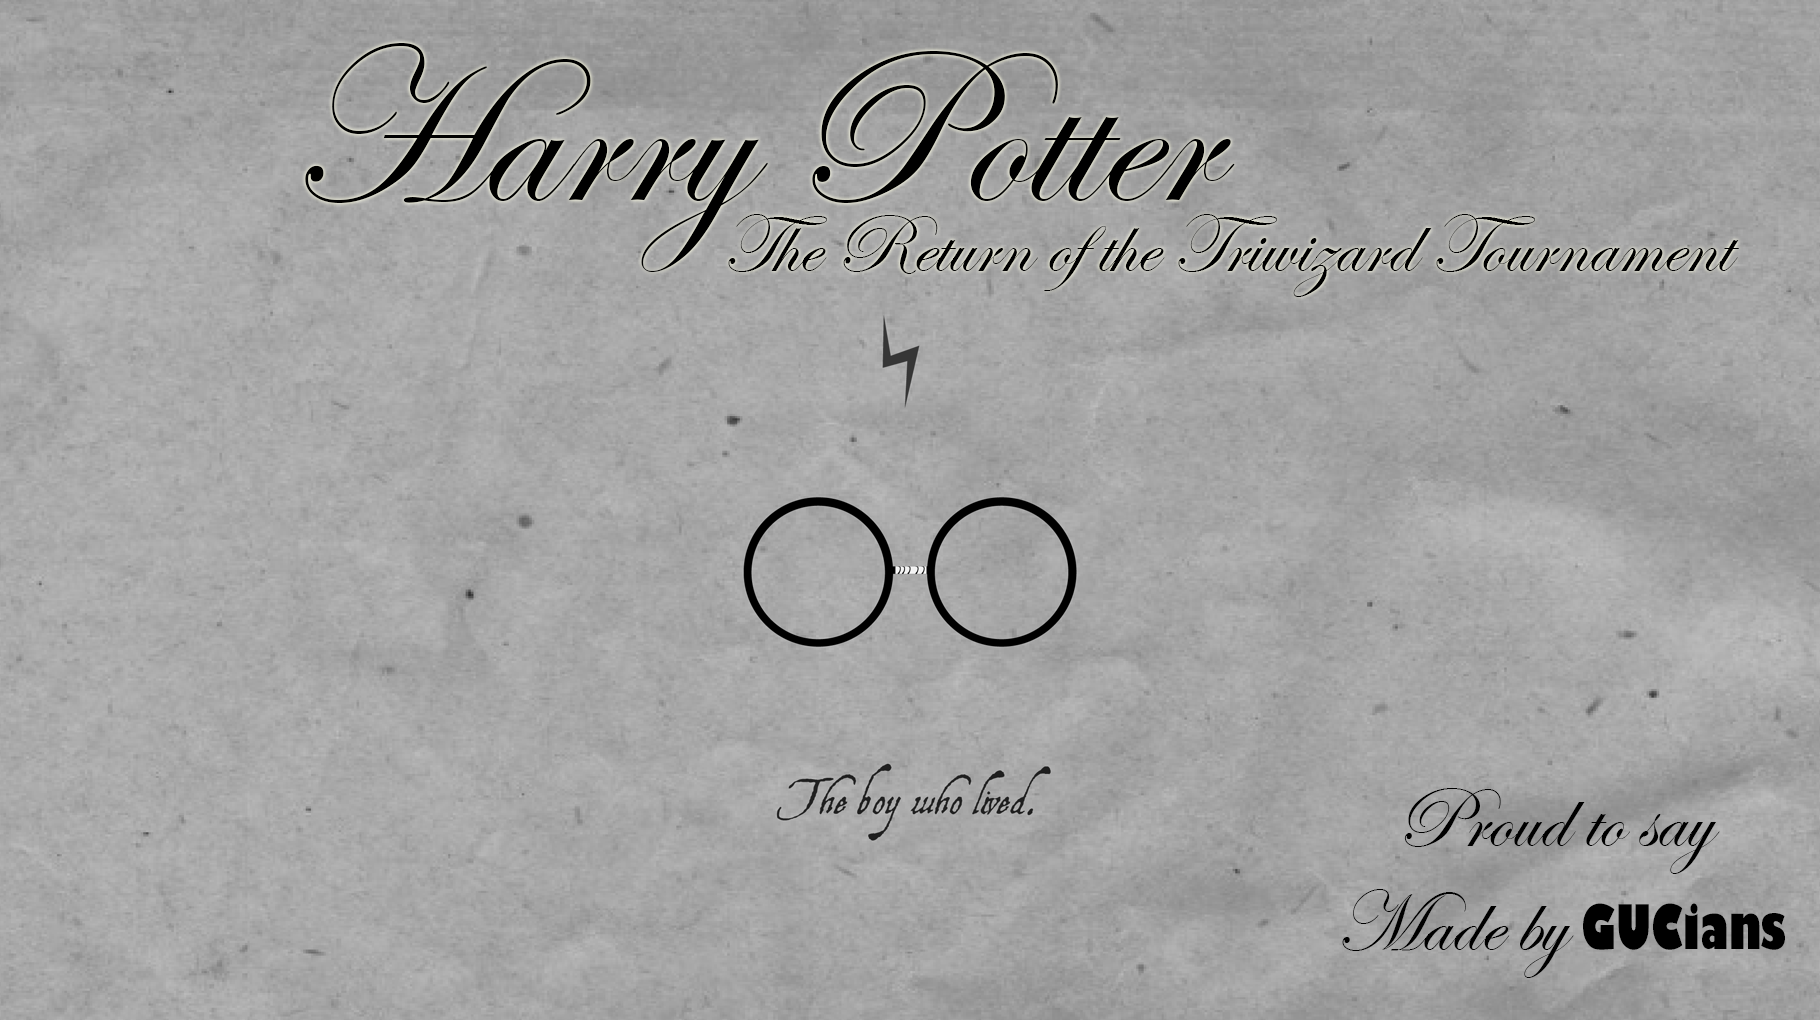 Harry Potter
The Return of the Triwizard Tournament
The boy who lived.
Proud to say
Made by GUCians